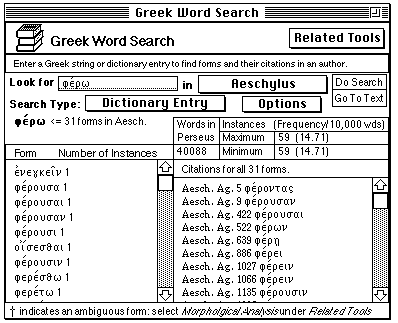 Greek Word Search
Greek Word Search
Related Tools
Enter a Greek string or dictionary entry to find forms and their citations in an author.
Look for φέρω in Aeschylus
Do Search
Search Type: Dictionary Entry Options
Go To Text
φέρω <= 31 forms in Aesch.
Words in Perseus
40088
Instances (Frequency/10,000 wds)
Maximum 59 (14.71)
Minimum 59 (14.71)
Form Number of Instances
ἐνεγκεῖν 1
φέρουσα 1
φέρουσαι 1
φέρουσαν 1
φέρουσι 1
οἴσεσθαι 1
φέρουσιν 1
φερέσθω 1
φερέτω 1
Citations for all 31 forms.
Aesch. Ag. 5 φέροντας
Aesch. Ag. 9 φέρουσαν
Aesch. Ag. 422 φέρουσαι
Aesch. Ag. 522 φέρων
Aesch. Ag. 639 φέρῃ
Aesch. Ag. 886 φέρει
Aesch. Ag. 1027 φέρειν
Aesch. Ag. 1066 φέρειν
Aesch. Ag. 1135 φέρουσιν
† indicates an ambiguous form: select Morpholgical Analysis under Related Tools